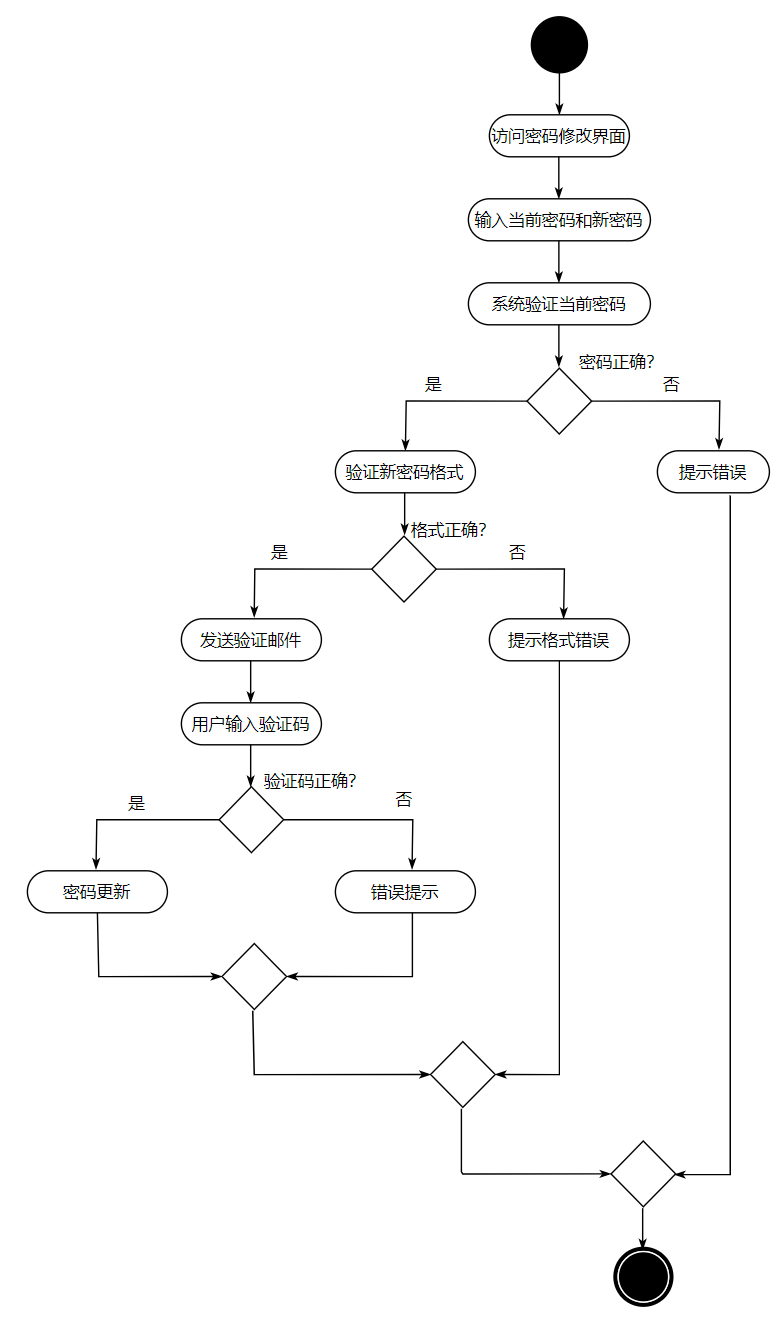 访问密码修改界面
输入当前密码和新密码
系统验证当前密码
密码正确?
是
否
验证新密码格式
提示错误
格式正确?
是
否
发送验证邮件
提示格式错误
用户输入验证码
验证码正确?
是
否
密码更新
错误提示